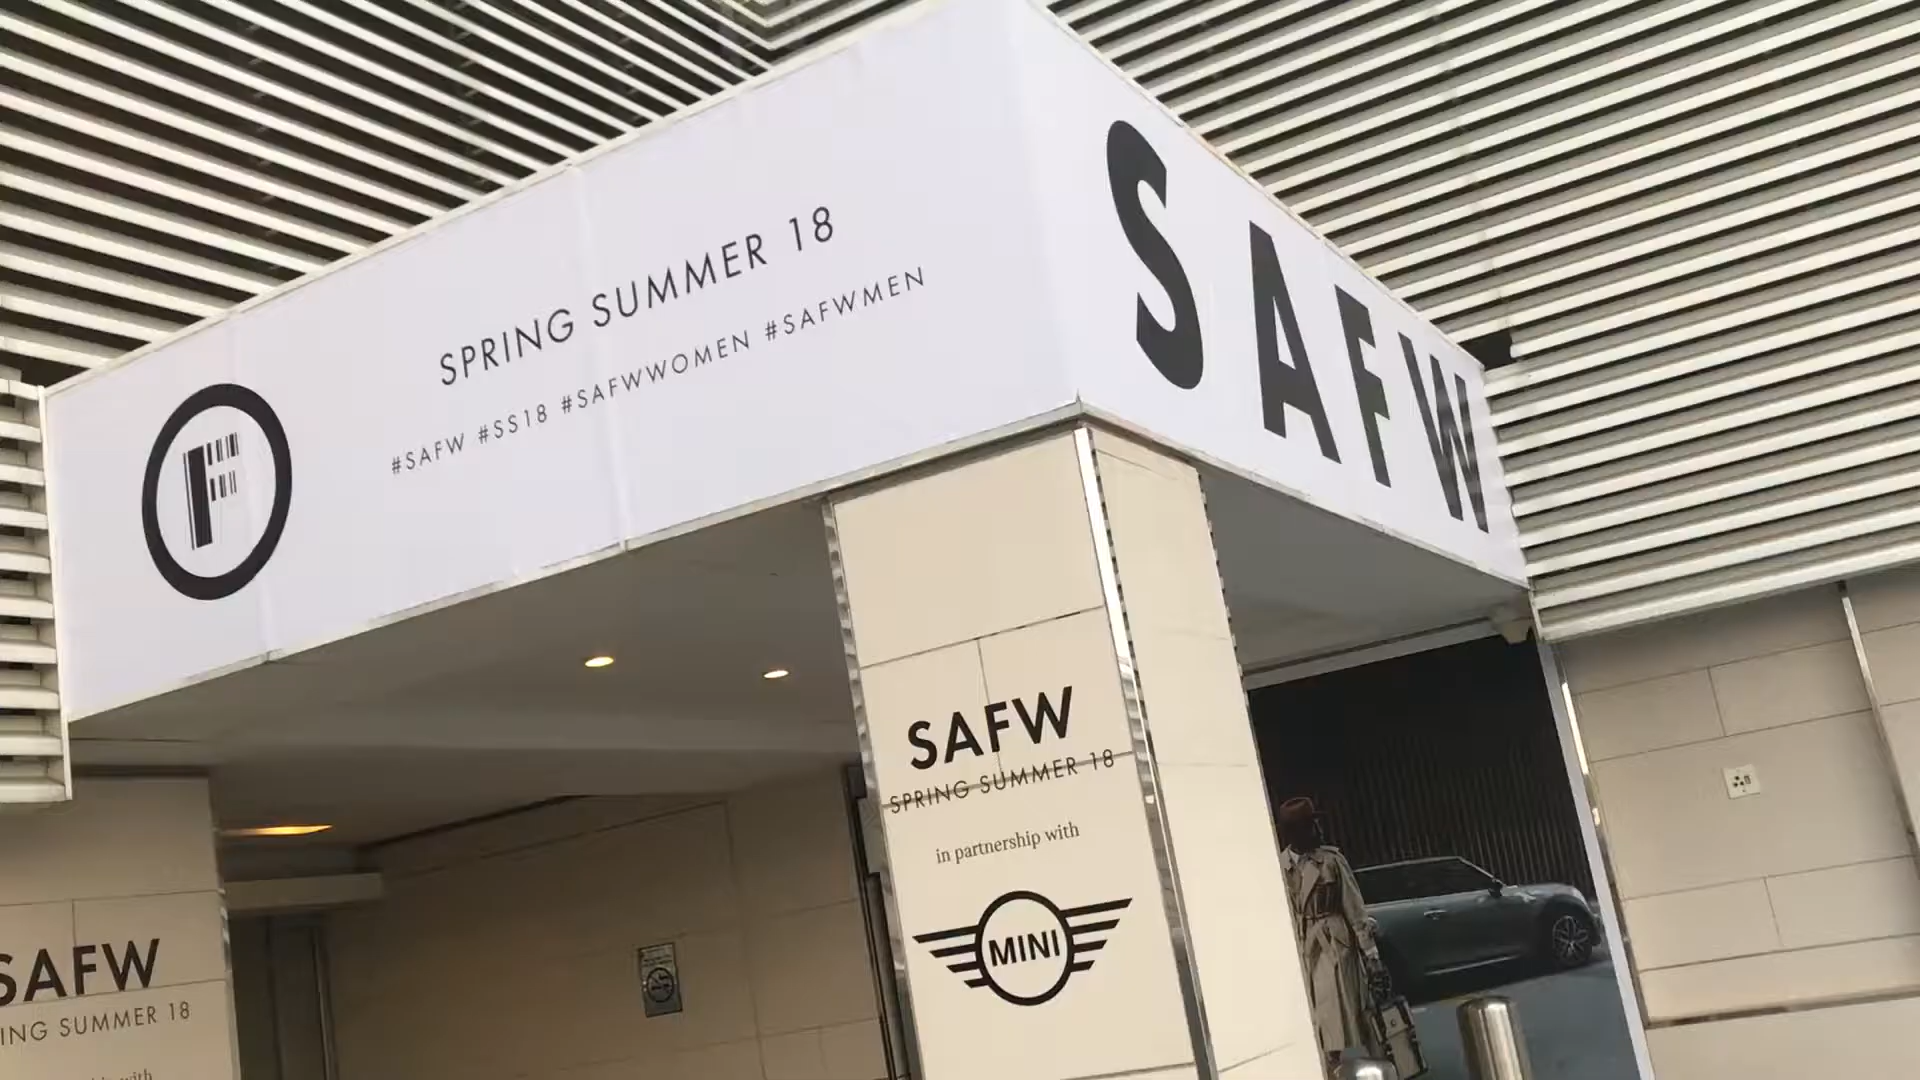 SPRING SUMMER 18
#SAFW #SS18 #SAFWWOMEN #SAFWMEN
F
SAFW
SAFW
SPRING SUMMER 18
in partnership with
MINI
SAFW
ING SUMMER 18
with